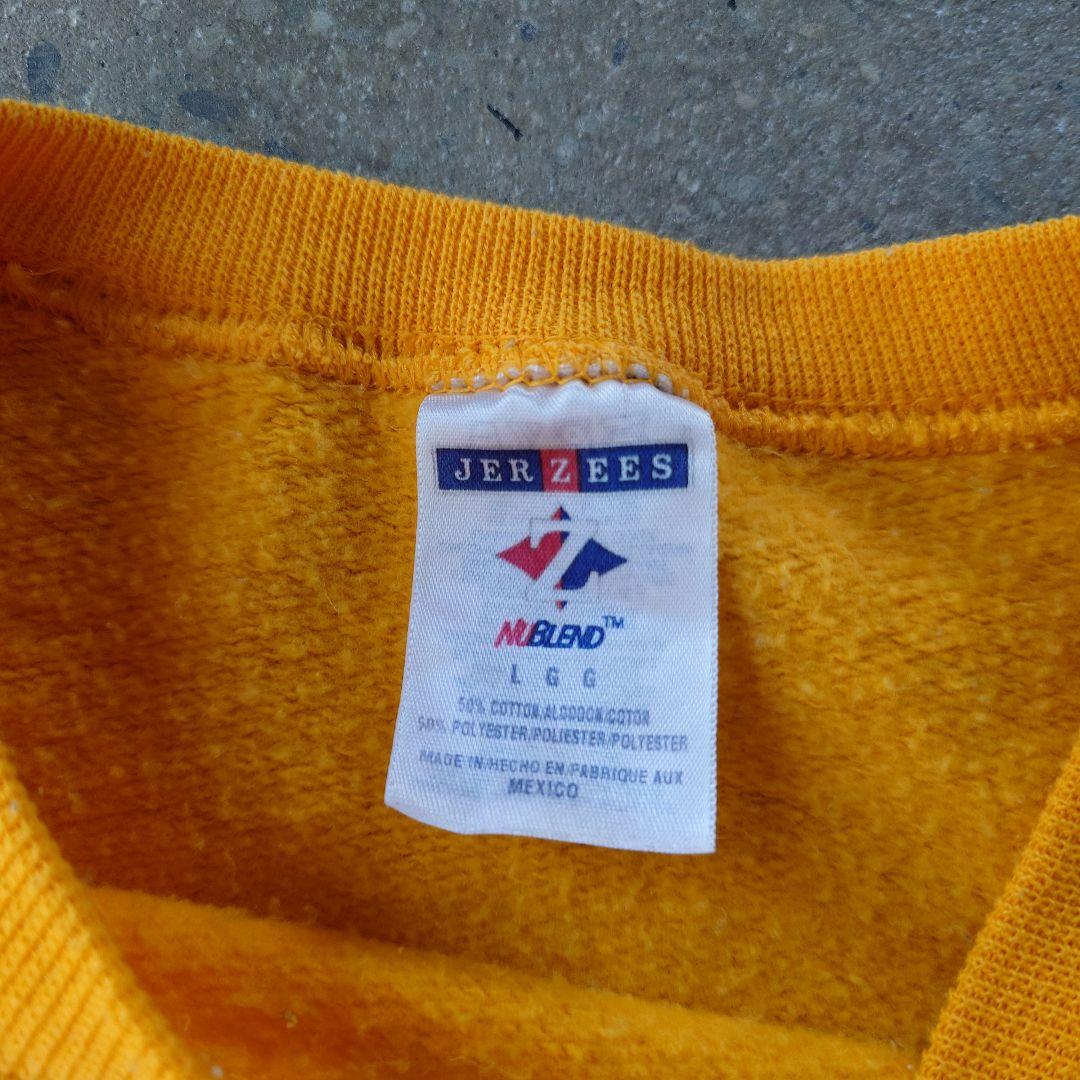 JERZEES
NUBLEND™
L G G
50% COTTON/ALGODON/COTON
50% POLYESTER/POLIESTER/POLYESTER
MADE IN/HECHO EN/FABRIQUE AUX
MEXICO